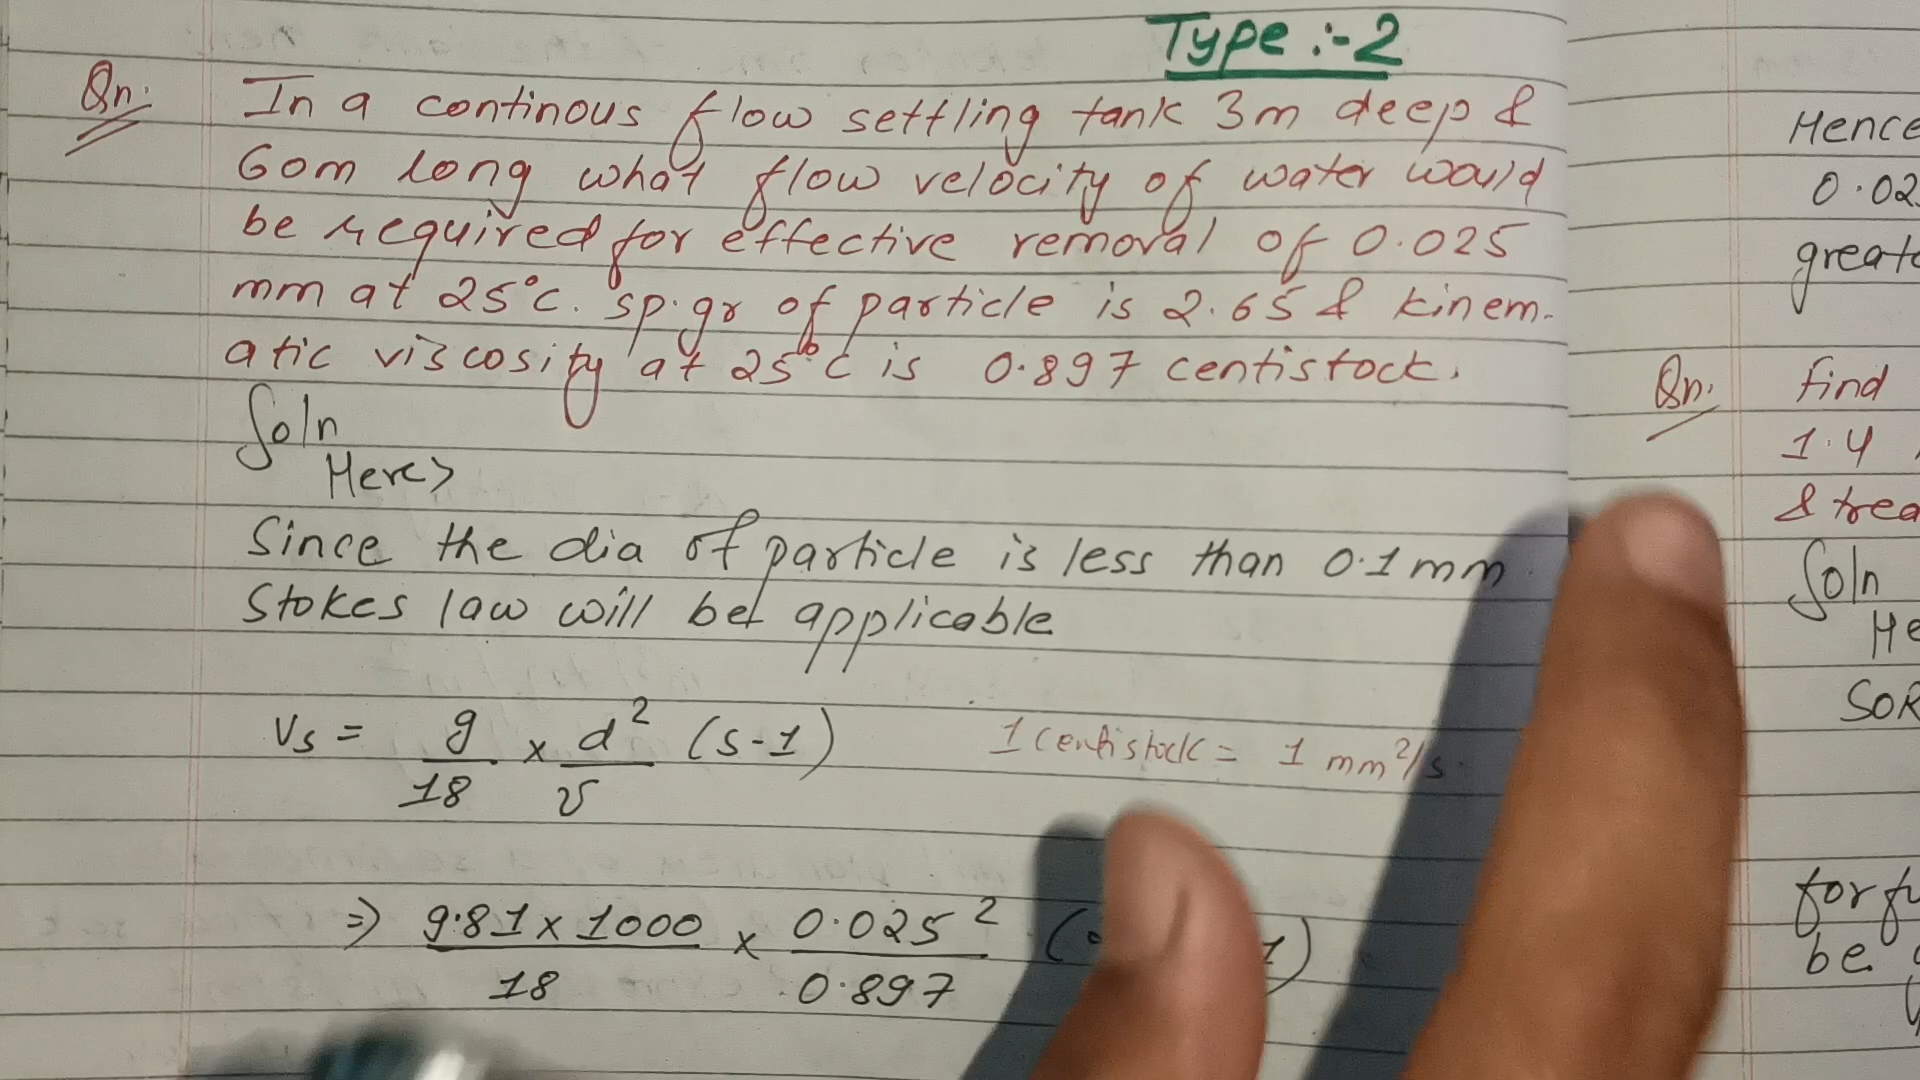 Type :- 2
Qn. In a continous flow settling tank 3m deep &
60m long what flow velocity of water would
be required for effective removal of 0.025
mm at 25°c. sp.gr of particle is 2.65 & kinem-
atic viscosity at 25°c is 0.897 centistock.
Soln
Here>
Since the dia of particle is less than 0.1mm
Stokes law will be applicable
Vs = g/18 x d²/ν (s-1) 1 centistock = 1 mm²/s.
=> 9.81 x 1000/18 x 0.025²/0.897 ( 1)
Hence
0.02
great
Qn. find
1.4
&
Soln
He
SOR
for
be